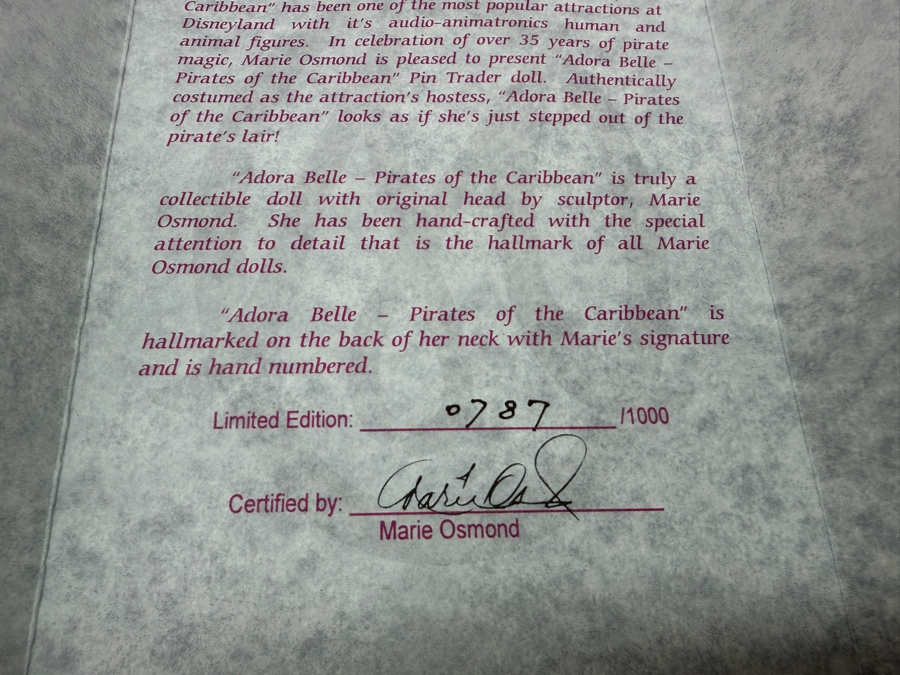 Caribbean" has been one of the most popular attractions at
Disneyland with it's audio-animatronics human and
animal figures. In celebration of over 35 years of pirate
magic, Marie Osmond is pleased to present "Adora Belle –
Pirates of the Caribbean" Pin Trader doll. Authentically
costumed as the attraction's hostess, "Adora Belle – Pirates
of the Caribbean" looks as if she's just stepped out of the
pirate's lair!
"Adora Belle – Pirates of the Caribbean" is truly a
collectible doll with original head by sculptor, Marie
Osmond. She has been hand-crafted with the special
attention to detail that is the hallmark of all Marie
Osmond dolls.
"Adora Belle – Pirates of the Caribbean" is
hallmarked on the back of her neck with Marie's signature
and is hand numbered.
Limited Edition: 0787 /1000
Certified by: Marie Osmond
Marie Osmond